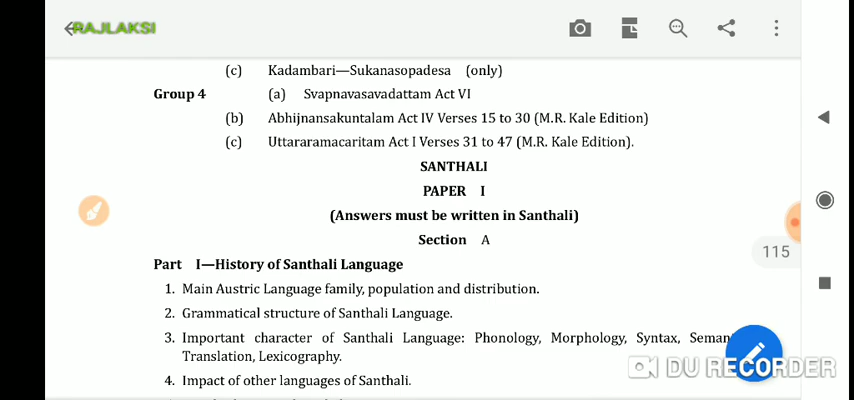 RAJLAKSI
(c) Kadambari—Sukanasopadesa (only)
Group 4 (a) Svapnavasavadattam Act VI
(b) Abhijnansakuntalam Act IV Verses 15 to 30 (M.R. Kale Edition)
(c) Uttararamacaritam Act I Verses 31 to 47 (M.R. Kale Edition).
SANTHALI
PAPER I
(Answers must be written in Santhali)
Section A
115
Part I—History of Santhali Language
1. Main Austric Language family, population and distribution.
2. Grammatical structure of Santhali Language.
3. Important character of Santhali Language: Phonology, Morphology, Syntax,
Translation, Lexicography.
4. Impact of other languages of Santhali.
DU RECORDER